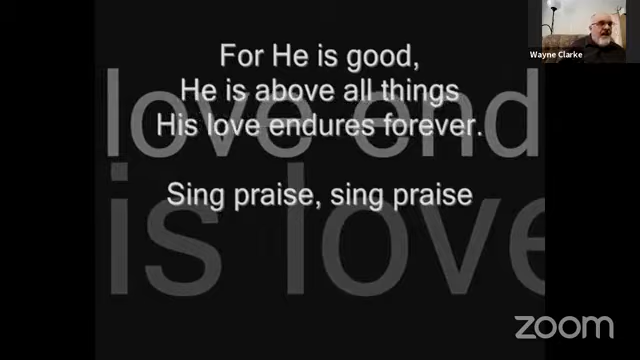 Wayne Clarke
For He is good,
He is above all things
His love endures forever.
Sing praise, sing praise
love end
is love
zoom